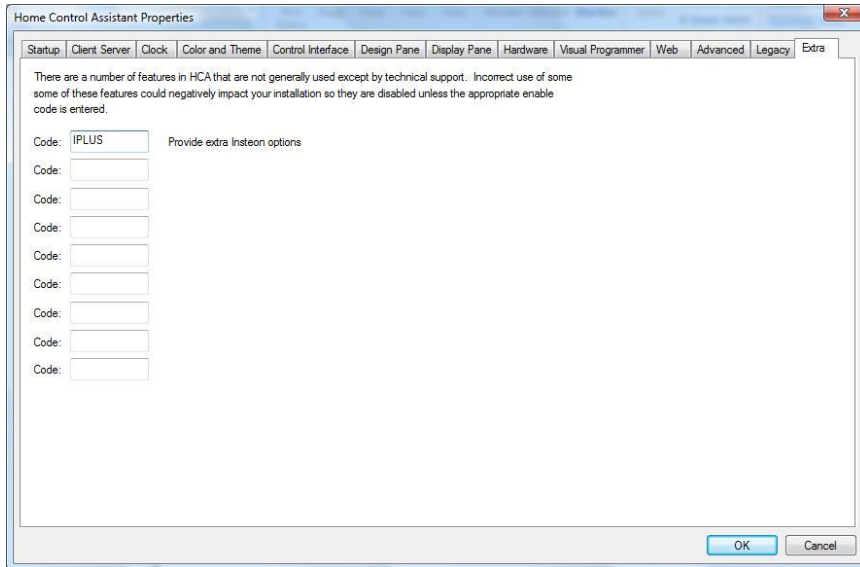 Home Control Assistant Properties
Startup Client Server Clock Color and Theme Control Interface Design Pane Display Pane Hardware Visual Programmer Web Advanced Legacy Extra
There are a number of features in HCA that are not generally used except by technical support. Incorrect use of some
some of these features could negatively impact your installation so they are disabled unless the appropriate enable
code is entered.
Code: IPLUS Provide extra Insteon options
Code:
Code:
Code:
Code:
Code:
Code:
Code:
Code:
OK Cancel